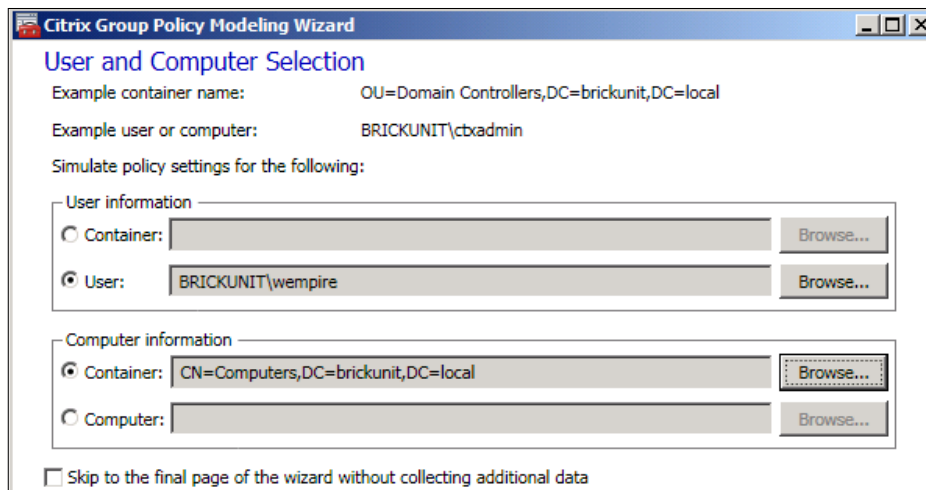 Citrix Group Policy Modeling Wizard
User and Computer Selection
Example container name: OU=Domain Controllers,DC=brickunit,DC=local
Example user or computer: BRICKUNIT\ctxadmin
Simulate policy settings for the following:
User information
Container: Browse...
User: BRICKUNIT\wempire Browse...
Computer information
Container: CN=Computers,DC=brickunit,DC=local Browse...
Computer: Browse...
Skip to the final page of the wizard without collecting additional data